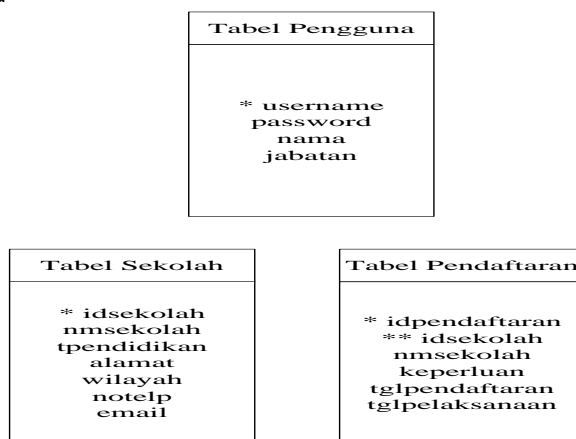 Tabel Pengguna
* username
password
nama
jabatan
Tabel Sekolah
* idsekolah
nmsekolah
tpendidikan
alamat
wilayah
notelp
email
Tabel Pendaftaran
* idpendaftaran
** idsekolah
nmsekolah
keperluan
tglpendaftaran
tglpelaksanaan